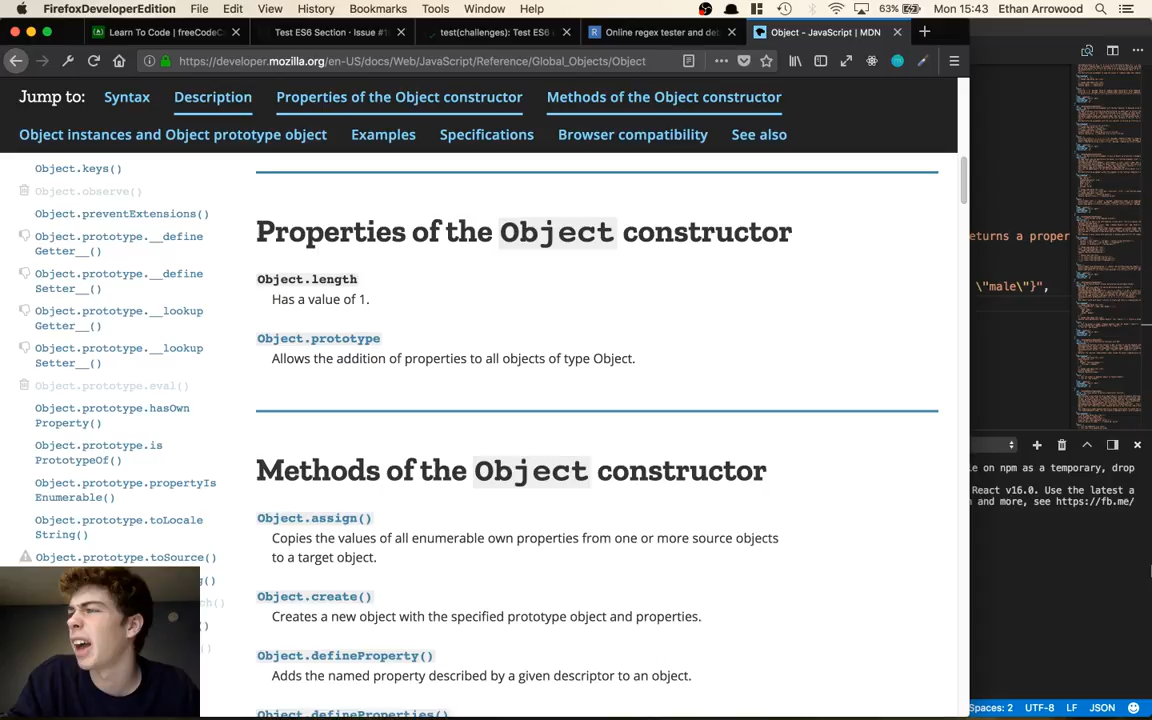 FirefoxDeveloperEdition File Edit View History Bookmarks Tools Window Help 63% Mon 15:43 Ethan Arrowood
Learn To Code | freeCodeC
Test ES6 Section · Issue #1
test(challenges): Test ES6
Online regex tester and de
Object - JavaScript | MDN
https://developer.mozilla.org/en-US/docs/Web/JavaScript/Reference/Global_Objects/Object
Jump to: Syntax Description Properties of the Object constructor Methods of the Object constructor
Object instances and Object prototype object Examples Specifications Browser compatibility See also
Object.keys()
Object.observe()
Object.preventExtensions()
Object.prototype.__define
Getter__()
Object.prototype.__define
Setter__()
Object.prototype.__lookup
Getter__()
Object.prototype.__lookup
Setter__()
Object.prototype.eval()
Object.prototype.hasOwn
Property()
Object.prototype.is
PrototypeOf()
Object.prototype.propertyIs
Enumerable()
Object.prototype.toLocale
String()
Object.prototype.toSource()
Properties of the Object constructor
Object.length
Has a value of 1.
Object.prototype
Allows the addition of properties to all objects of type Object.
Methods of the Object constructor
Object.assign()
Copies the values of all enumerable own properties from one or more source objects
to a target object.
Object.create()
Creates a new object with the specified prototype object and properties.
Object.defineProperty()
Adds the named property described by a given descriptor to an object.
Object.defineProperties()
eturns a proper
\"male\"}",
le on npm as a temporary, drop
React v16.0. Use the latest a
n and more, see https://fb.me/
Spaces: 2 UTF-8 LF JSON